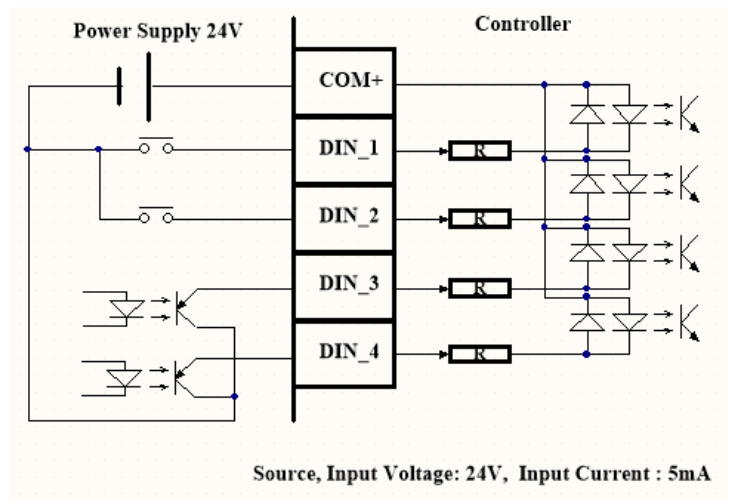 Power Supply 24V
Controller
COM+
DIN_1
R
DIN_2
R
DIN_3
R
DIN_4
R
Source, Input Voltage: 24V, Input Current : 5mA